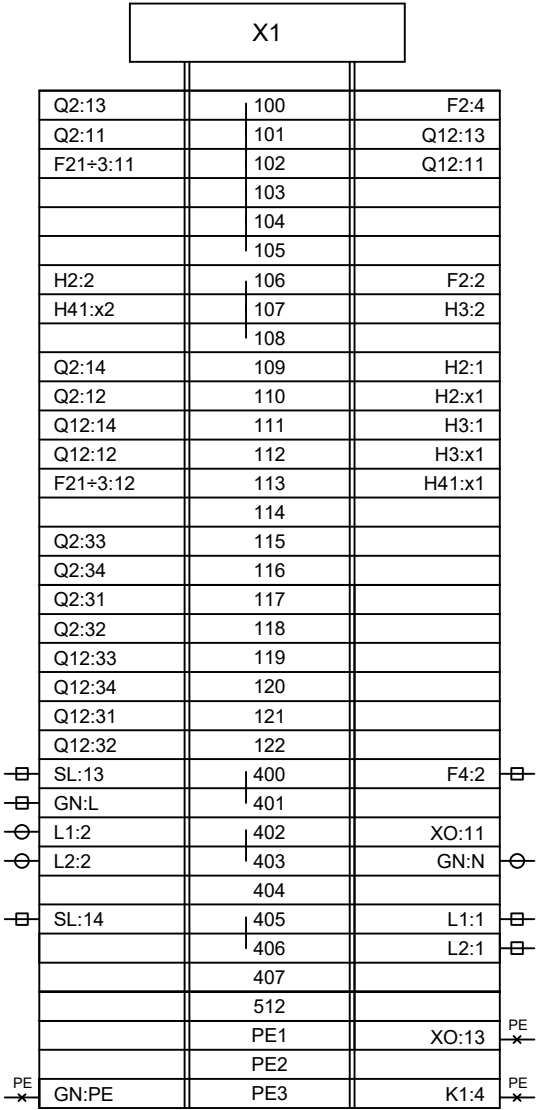 X1
Q2:13 100 F2:4
Q2:11 101 Q12:13
F21÷3:11 102 Q12:11
103
104
105
H2:2 106 F2:2
H41:x2 107 H3:2
108
Q2:14 109 H2:1
Q2:12 110 H2:x1
Q12:14 111 H3:1
Q12:12 112 H3:x1
F21÷3:12 113 H41:x1
114
Q2:33 115
Q2:34 116
Q2:31 117
Q2:32 118
Q12:33 119
Q12:34 120
Q12:31 121
Q12:32 122
SL:13 400 F4:2
GN:L 401
L1:2 402 XO:11
L2:2 403 GN:N
404
SL:14 405 L1:1
406 L2:1
407
512
PE1 XO:13 PE
PE2
PE GN:PE PE3 K1:4 PE